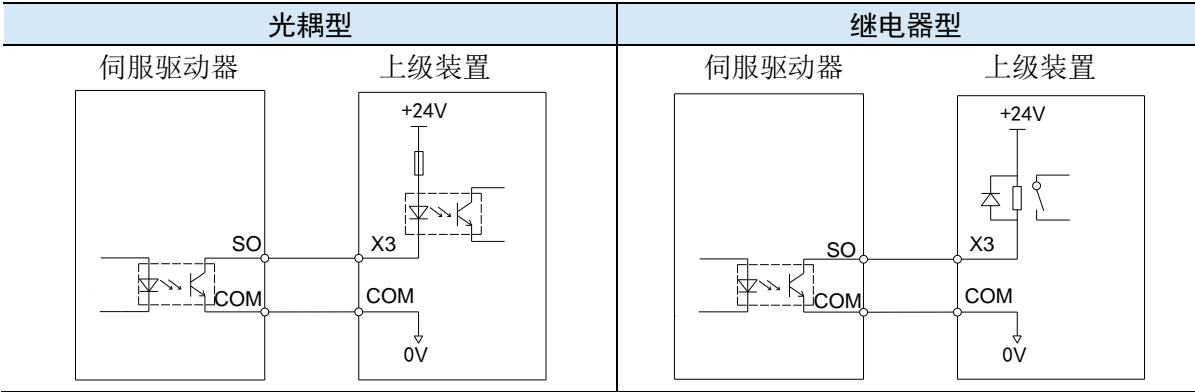 光耦型
继电器型
伺服驱动器
上级装置
+24V
SO
X3
COM
COM
0V
伺服驱动器
上级装置
+24V
SO
X3
COM
COM
0V